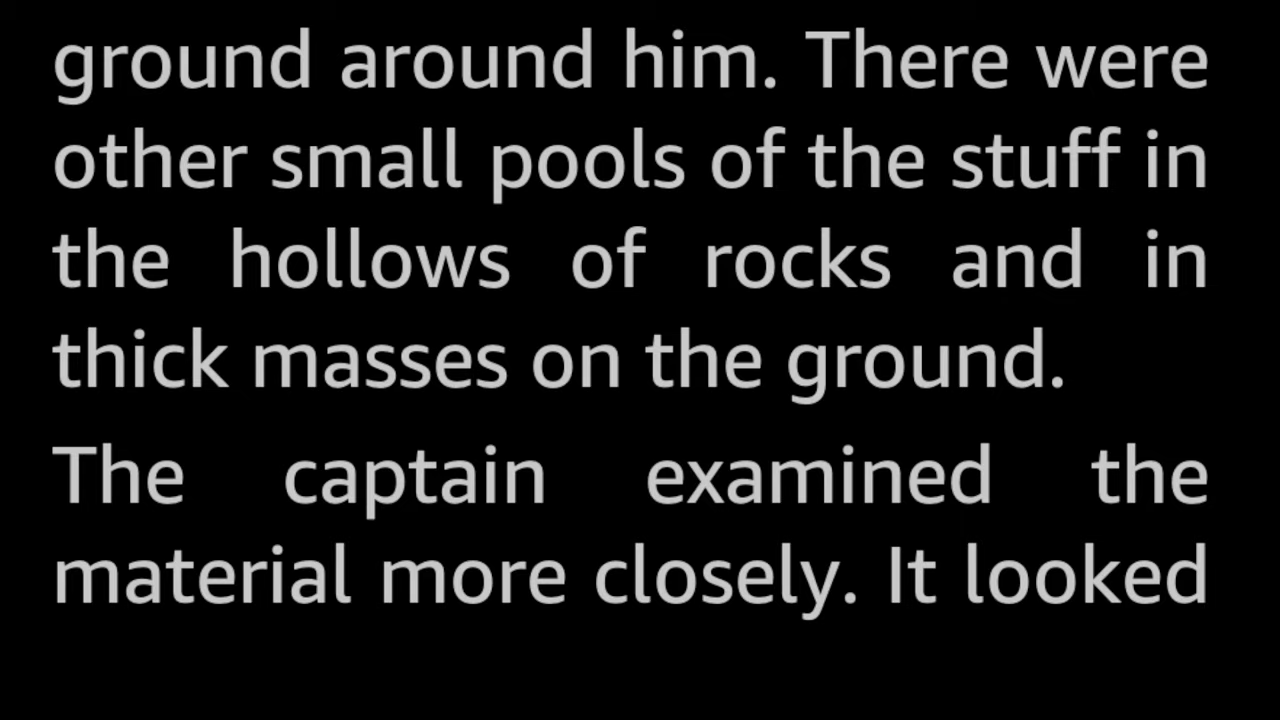 ground around him. There were
other small pools of the stuff in
the hollows of rocks and in
thick masses on the ground.
The captain examined the
material more closely. It looked